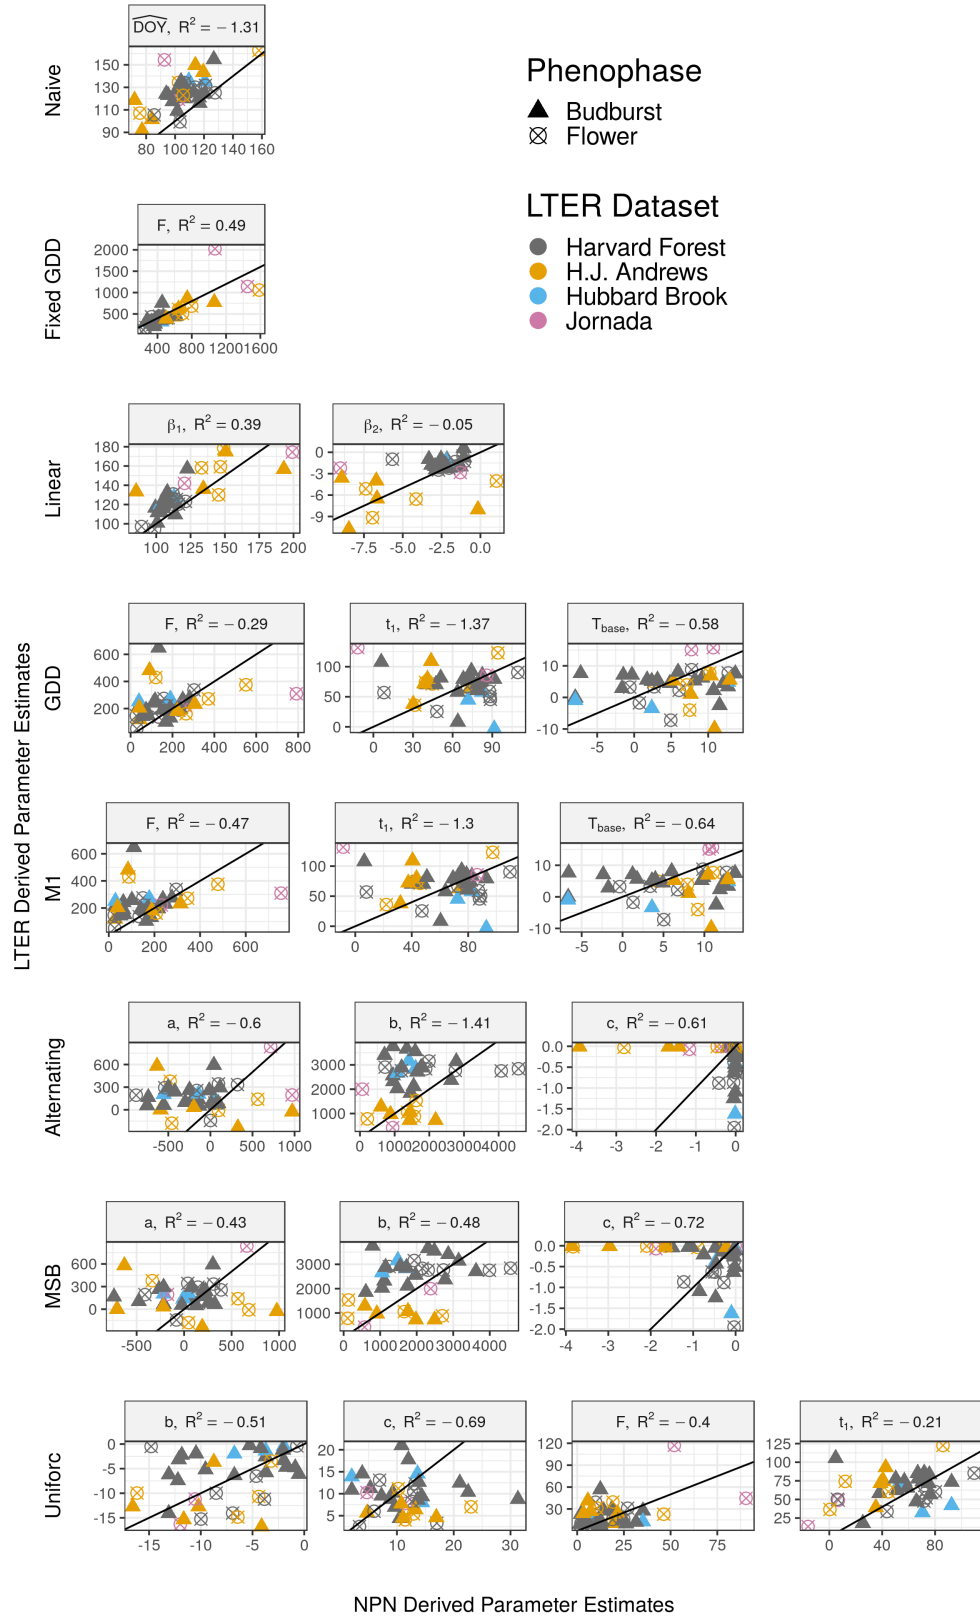 DOY, R² = −1.31
Naive
150
130
110
90
80 100 120 140 160
Phenophase
Budburst
Flower
LTER Dataset
Harvard Forest
H.J. Andrews
Hubbard Brook
Jornada
F, R² = 0.49
Fixed GDD
2000
1500
1000
500
400 800 12001600
β₁, R² = 0.39
β₂, R² = −0.05
Linear
180
160
140
120
100
100 125 150 175 200
0
-3
-6
-9
-7.5 -5.0 -2.5 0.0
F, R² = −0.29
t₁, R² = −1.37
T_base, R² = −0.58
GDD
600
400
200
0 200 400 600 800
100
50
0
0 30 60 90
10
0
-10
-5 0 5 10
LTER Derived Parameter Estimates
F, R² = −0.47
t₁, R² = −1.3
T_base, R² = −0.64
M1
600
400
200
0 200 400 600
100
50
0
0 40 80
10
0
-10
-5 0 5 10
a, R² = −0.6
b, R² = −1.41
c, R² = −0.61
Alternating
600
300
0
-500 0 500 1000
3000
2000
1000
0 1000200030004000
0.0
-0.5
-1.0
-1.5
-2.0
-4 -3 -2 -1 0
a, R² = −0.43
b, R² = −0.48
c, R² = −0.72
MSB
600
300
0
-500 0 500 1000
3000
2000
1000
0 1000200030004000
0.0
-0.5
-1.0
-1.5
-2.0
-4 -3 -2 -1 0
b, R² = −0.51
c, R² = −0.69
F, R² = −0.4
t₁, R² = −0.21
Uniforc
0
-5
-10
-15
-15 -10 -5 0
20
15
10
5
10 20 30
120
90
60
30
0 25 50 75
125
100
75
50
25
0 40 80
NPN Derived Parameter Estimates